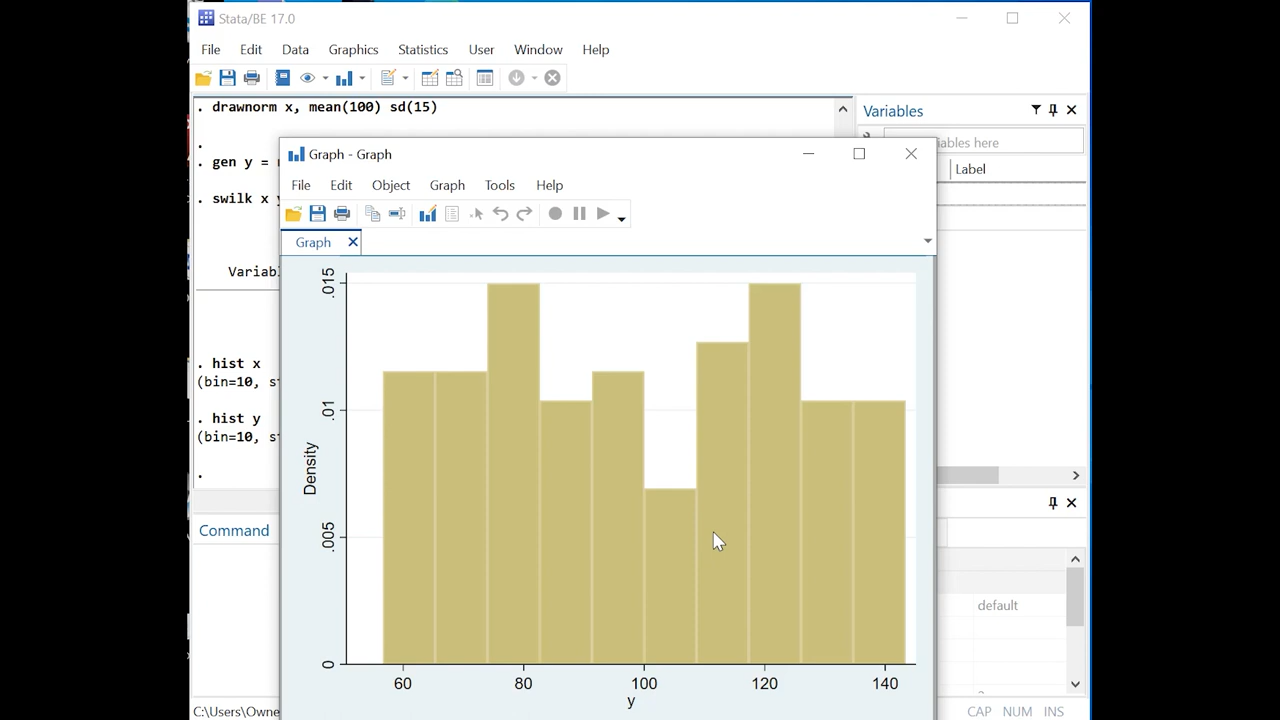 Stata/BE 17.0
File Edit Data Graphics Statistics User Window Help
. drawnorm x, mean(100) sd(15)
.
. gen y =
. swilk x
. hist x
(bin=10,
. hist y
(bin=10,
.
Command
C:\Users\Owne
Graph - Graph
File Edit Object Graph Tools Help
Graph
.015
.01
.005
0
Density
60 80 100 120 140
y
Variables
here
Label
default
CAP NUM INS